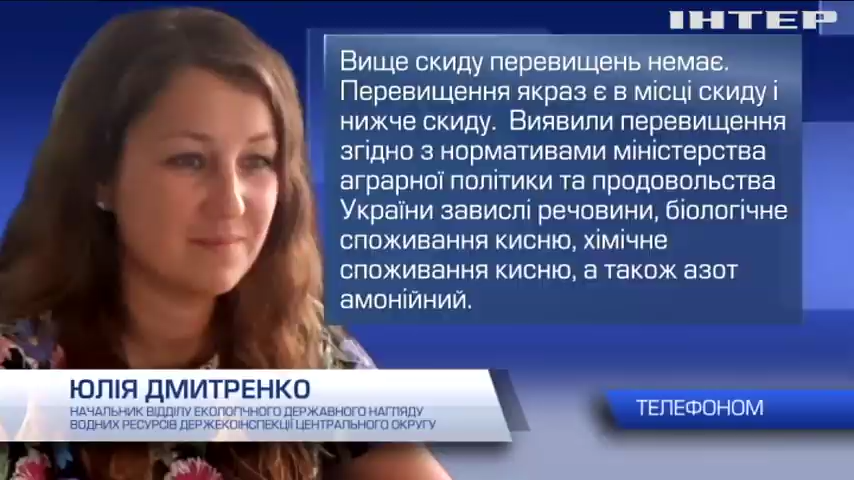 ІНТЕР
Вище скиду перевищень немає.
Перевищення якраз є в місці скиду і
нижче скиду. Виявили перевищення
згідно з нормативами міністерства
аграрної політики та продовольства
України завислі речовини, біологічне
споживання кисню, хімічне
споживання кисню, а також азот
амонійний.
ЮЛІЯ ДМИТРЕНКО
НАЧАЛЬНИК ВІДДІЛУ ЕКОЛОГІЧНОГО ДЕРЖАВНОГО НАГЛЯДУ
ВОДНИХ РЕСУРСІВ ДЕРЖЕКОІНСПЕКЦІЇ ЦЕНТРАЛЬНОГО ОКРУГУ
ТЕЛЕФОНОМ